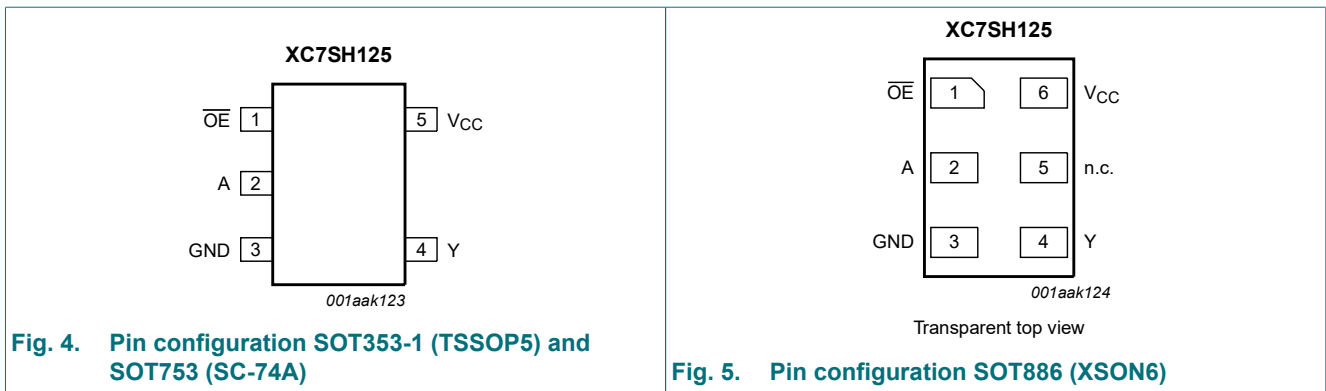 XC7SH125
OE 1 5 VCC
A 2
GND 3 4 Y
001aak123
Fig. 4. Pin configuration SOT353-1 (TSSOP5) and
SOT753 (SC-74A)
XC7SH125
OE 1 6 VCC
A 2 5 n.c.
GND 3 4 Y
001aak124
Transparent top view
Fig. 5. Pin configuration SOT886 (XSON6)